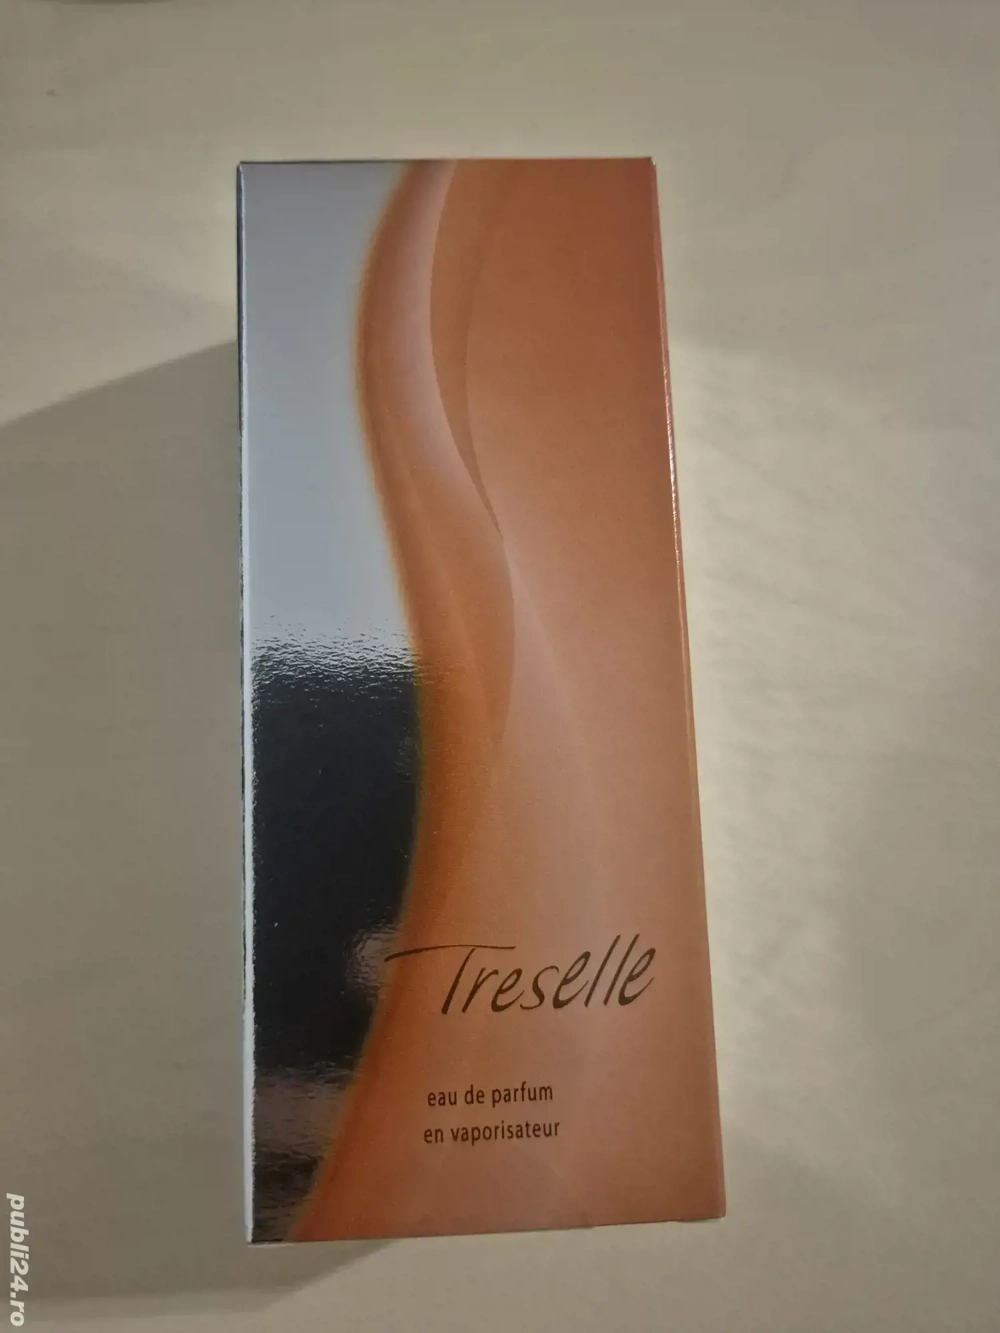 Treselle
eau de parfum
en vaporisateur
publi24.ro